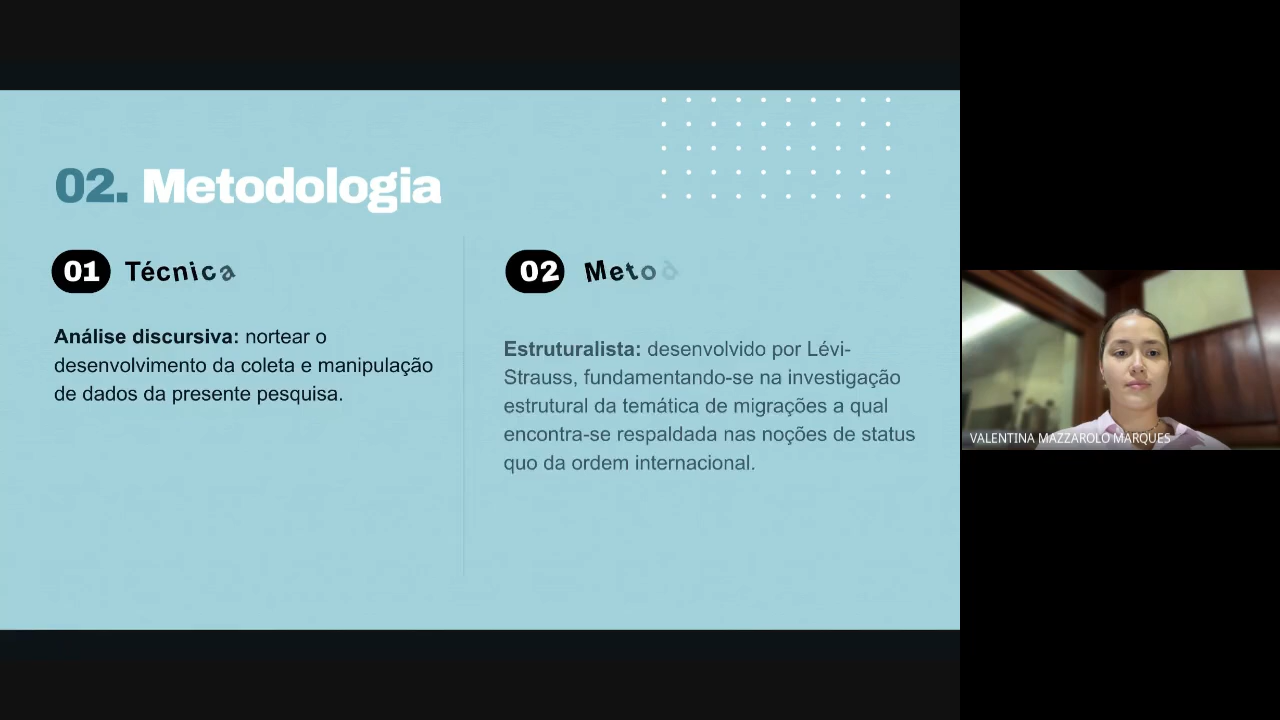 02. Metodologia
01 Técnica
Análise discursiva: nortear o
desenvolvimento da coleta e manipulação
de dados da presente pesquisa.
02 Metod
Estruturalista: desenvolvido por Lévi-
Strauss, fundamentando-se na investigação
estrutural da temática de migrações a qual
encontra-se respaldada nas noções de status
quo da ordem internacional.
VALENTINA MAZZAROLO MARQUES